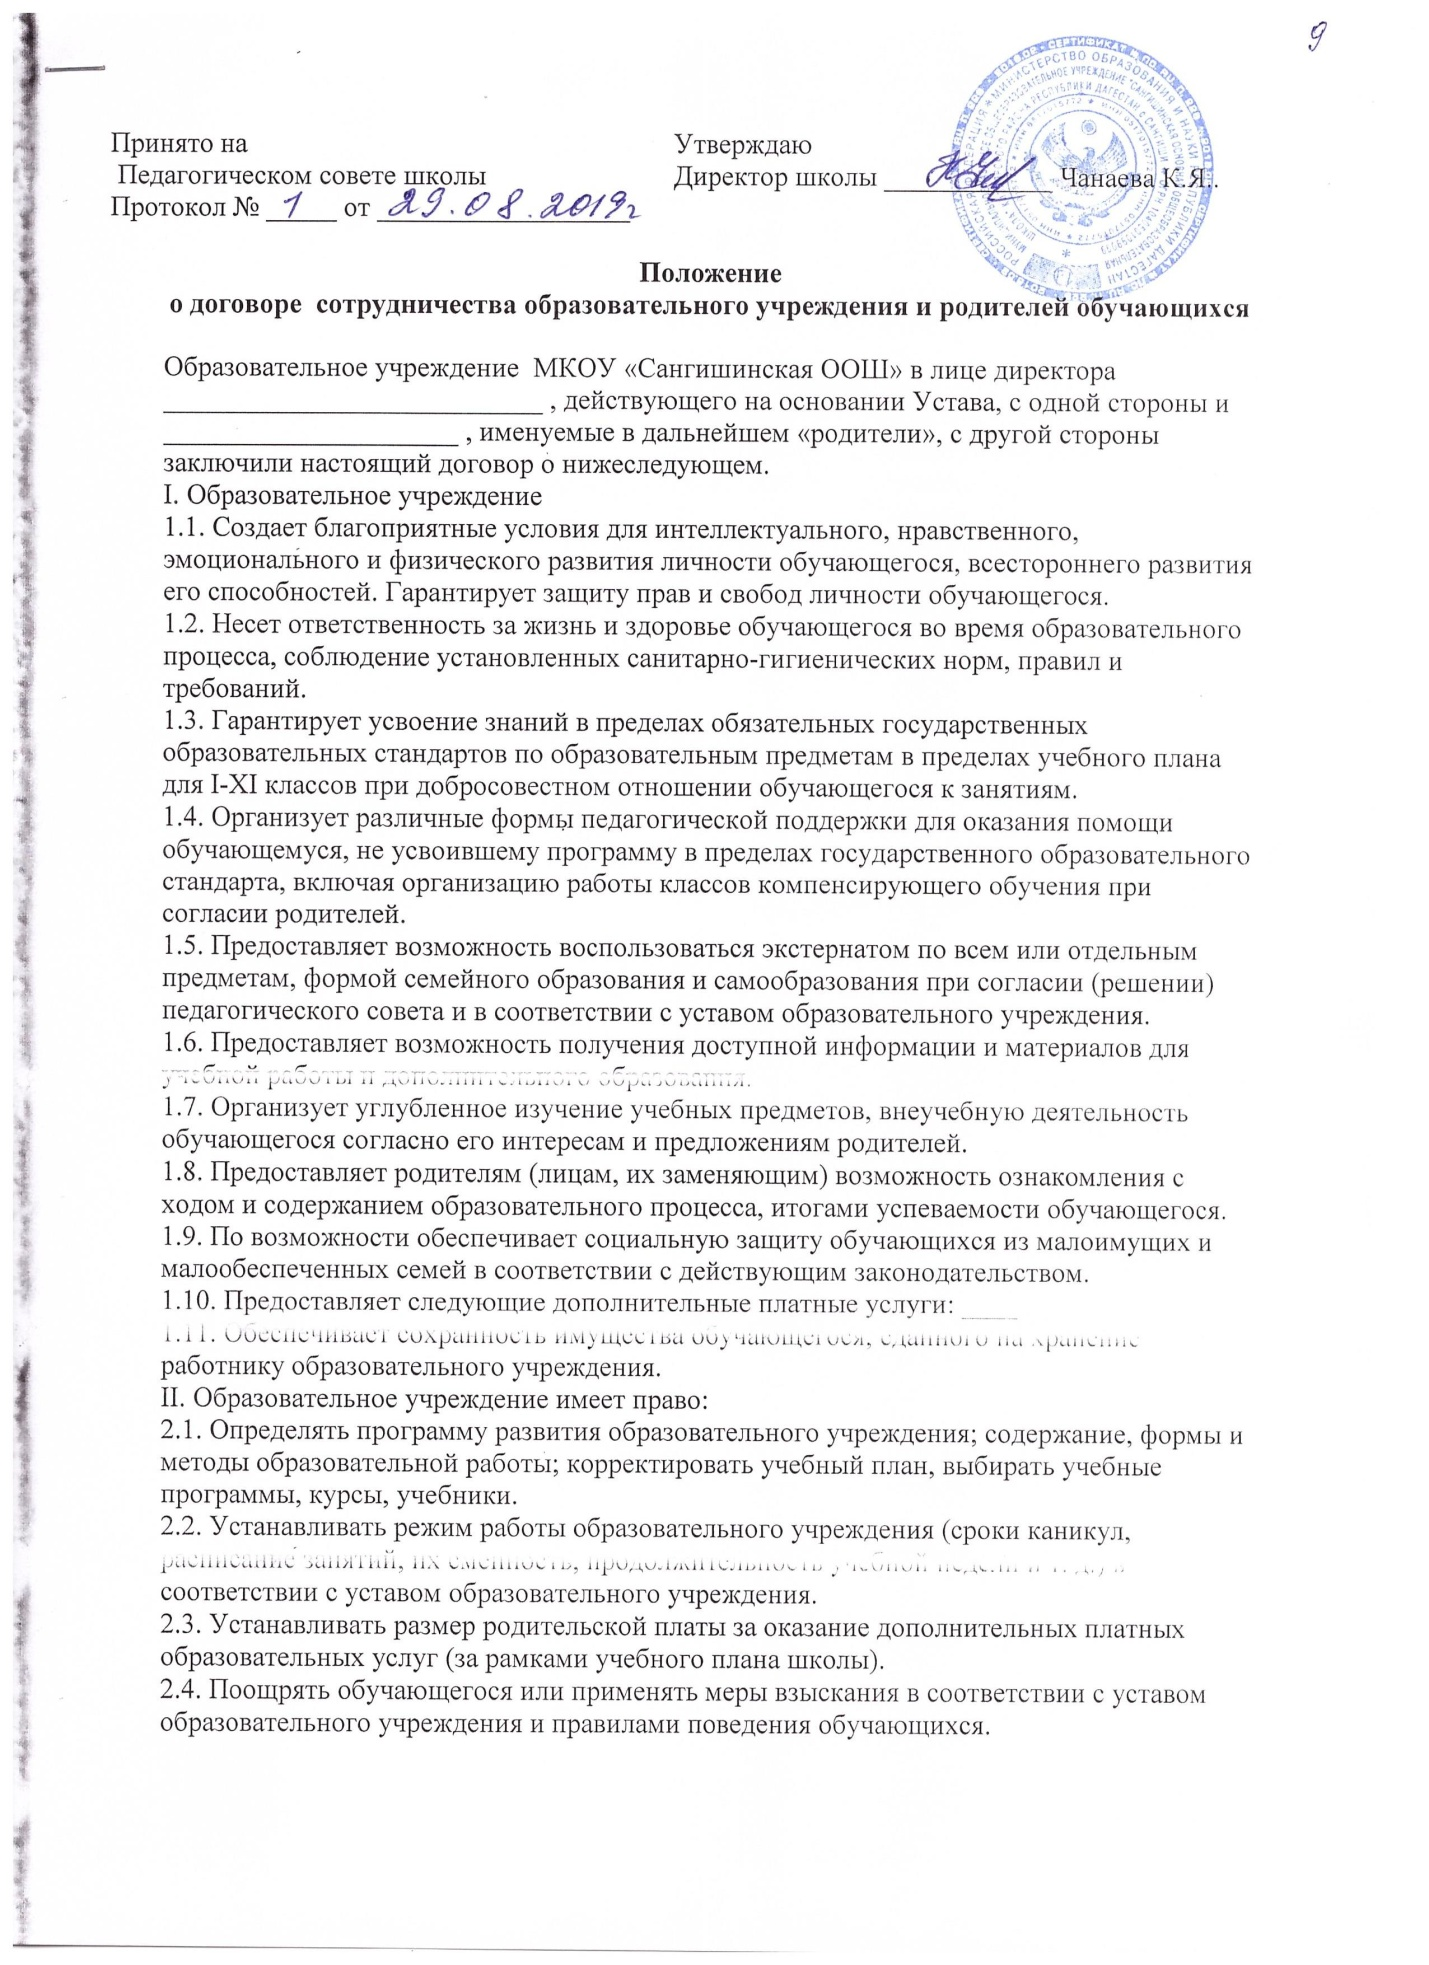 9
Принято на
Педагогическом совете школы
Протокол № 1 от 29.08.2019г
Утверждаю
Директор школы ____________ Чанаева К.Я..
Положение
о договоре сотрудничества образовательного учреждения и родителей обучающихся
Образовательное учреждение МКОУ «Сангишинская ООШ» в лице директора
___________________________ , действующего на основании Устава, с одной стороны и
_____________________ , именуемые в дальнейшем «родители», с другой стороны
заключили настоящий договор о нижеследующем.
I. Образовательное учреждение
1.1. Создает благоприятные условия для интеллектуального, нравственного,
эмоционального и физического развития личности обучающегося, всестороннего развития
его способностей. Гарантирует защиту прав и свобод личности обучающегося.
1.2. Несет ответственность за жизнь и здоровье обучающегося во время образовательного
процесса, соблюдение установленных санитарно-гигиенических норм, правил и
требований.
1.3. Гарантирует усвоение знаний в пределах обязательных государственных
образовательных стандартов по образовательным предметам в пределах учебного плана
для I-XI классов при добросовестном отношении обучающегося к занятиям.
1.4. Организует различные формы педагогической поддержки для оказания помощи
обучающемуся, не усвоившему программу в пределах государственного образовательного
стандарта, включая организацию работы классов компенсирующего обучения при
согласии родителей.
1.5. Предоставляет возможность воспользоваться экстернатом по всем или отдельным
предметам, формой семейного образования и самообразования при согласии (решении)
педагогического совета и в соответствии с уставом образовательного учреждения.
1.6. Предоставляет возможность получения доступной информации и материалов для
учебной работы и дополнительного образования.
1.7. Организует углубленное изучение учебных предметов, внеучебную деятельность
обучающегося согласно его интересам и предложениям родителей.
1.8. Предоставляет родителям (лицам, их заменяющим) возможность ознакомления с
ходом и содержанием образовательного процесса, итогами успеваемости обучающегося.
1.9. По возможности обеспечивает социальную защиту обучающихся из малоимущих и
малообеспеченных семей в соответствии с действующим законодательством.
1.10. Предоставляет следующие дополнительные платные услуги: ____
1.11. Обеспечивает сохранность имущества обучающегося, сданного на хранение
работнику образовательного учреждения.
II. Образовательное учреждение имеет право:
2.1. Определять программу развития образовательного учреждения; содержание, формы и
методы образовательной работы; корректировать учебный план, выбирать учебные
программы, курсы, учебники.
2.2. Устанавливать режим работы образовательного учреждения (сроки каникул,
расписание занятий, их сменность, продолжительность учебной недели и т. д.) в
соответствии с уставом образовательного учреждения.
2.3. Устанавливать размер родительской платы за оказание дополнительных платных
образовательных услуг (за рамками учебного плана школы).
2.4. Поощрять обучающегося или применять меры взыскания в соответствии с уставом
образовательного учреждения и правилами поведения обучающихся.